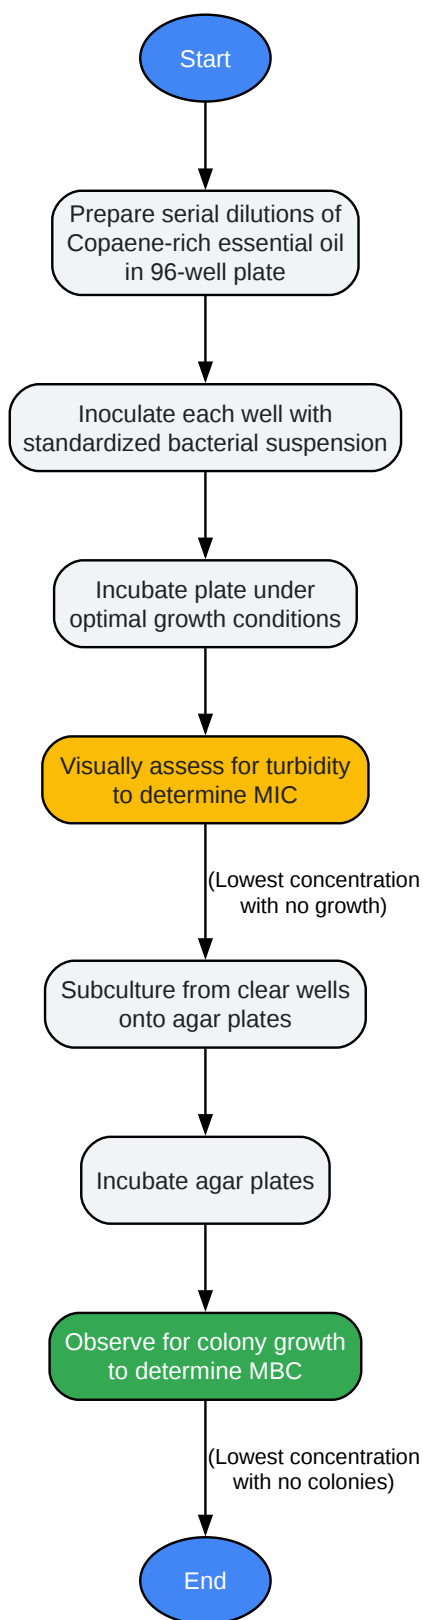 Start
Prepare serial dilutions of
Copaene-rich essential oil
in 96-well plate
Inoculate each well with
standardized bacterial suspension
Incubate plate under
optimal growth conditions
Visually assess for turbidity
to determine MIC
(Lowest concentration
with no growth)
Subculture from clear wells
onto agar plates
Incubate agar plates
Observe for colony growth
to determine MBC
(Lowest concentration
with no colonies)
End